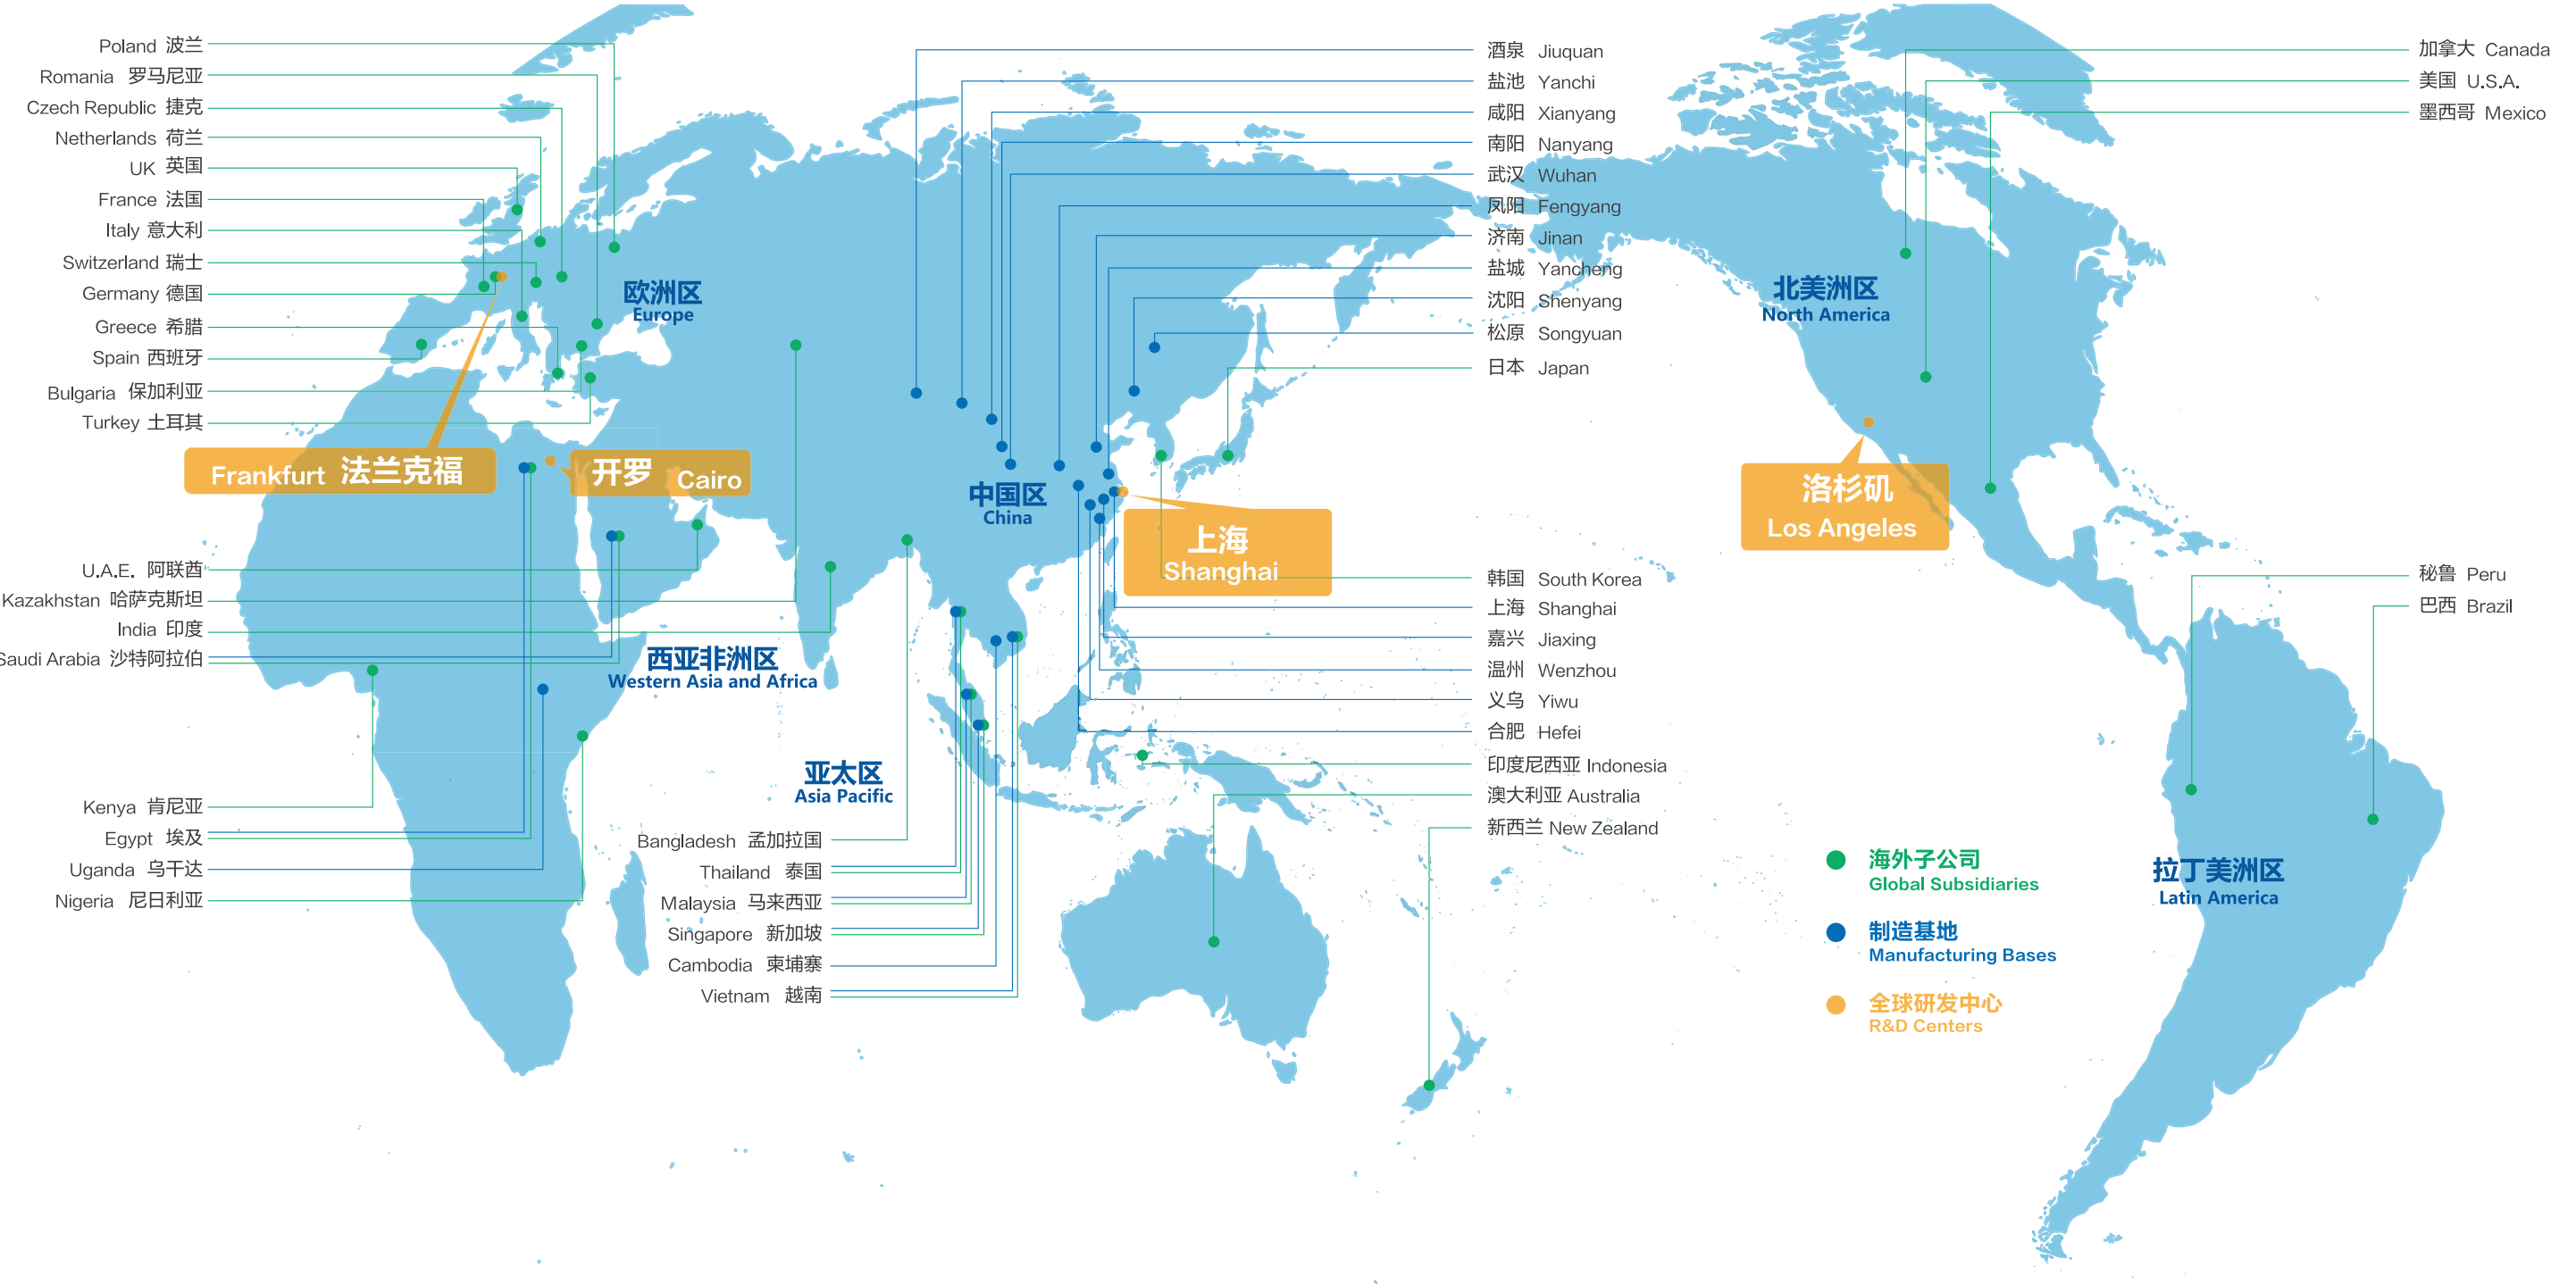 Poland 波兰
Romania 罗马尼亚
Czech Republic 捷克
Netherlands 荷兰
UK 英国
France 法国
Italy 意大利
Switzerland 瑞士
Germany 德国
Greece 希腊
Spain 西班牙
Bulgaria 保加利亚
Turkey 土耳其
Frankfurt 法兰克福
开罗 Cairo
欧洲区
Europe
U.A.E. 阿联酋
Kazakhstan 哈萨克斯坦
India 印度
Saudi Arabia 沙特阿拉伯
西亚非洲区
Western Asia and Africa
Kenya 肯尼亚
Egypt 埃及
Uganda 乌干达
Nigeria 尼日利亚
亚太区
Asia Pacific
Bangladesh 孟加拉国
Thailand 泰国
Malaysia 马来西亚
Singapore 新加坡
Cambodia 柬埔寨
Vietnam 越南
中国区
China
上海
Shanghai
酒泉 Jiuquan
盐池 Yanchi
咸阳 Xianyang
南阳 Nanyang
武汉 Wuhan
凤阳 Fengyang
济南 Jinan
盐城 Yancheng
沈阳 Shenyang
松原 Songyuan
日本 Japan
韩国 South Korea
上海 Shanghai
嘉兴 Jiaxing
温州 Wenzhou
义乌 Yiwu
合肥 Hefei
印度尼西亚 Indonesia
澳大利亚 Australia
新西兰 New Zealand
加拿大 Canada
美国 U.S.A.
墨西哥 Mexico
北美洲区
North America
洛杉矶
Los Angeles
秘鲁 Peru
巴西 Brazil
拉丁美洲区
Latin America
海外子公司
Global Subsidiaries
制造基地
Manufacturing Bases
全球研发中心
R&D Centers